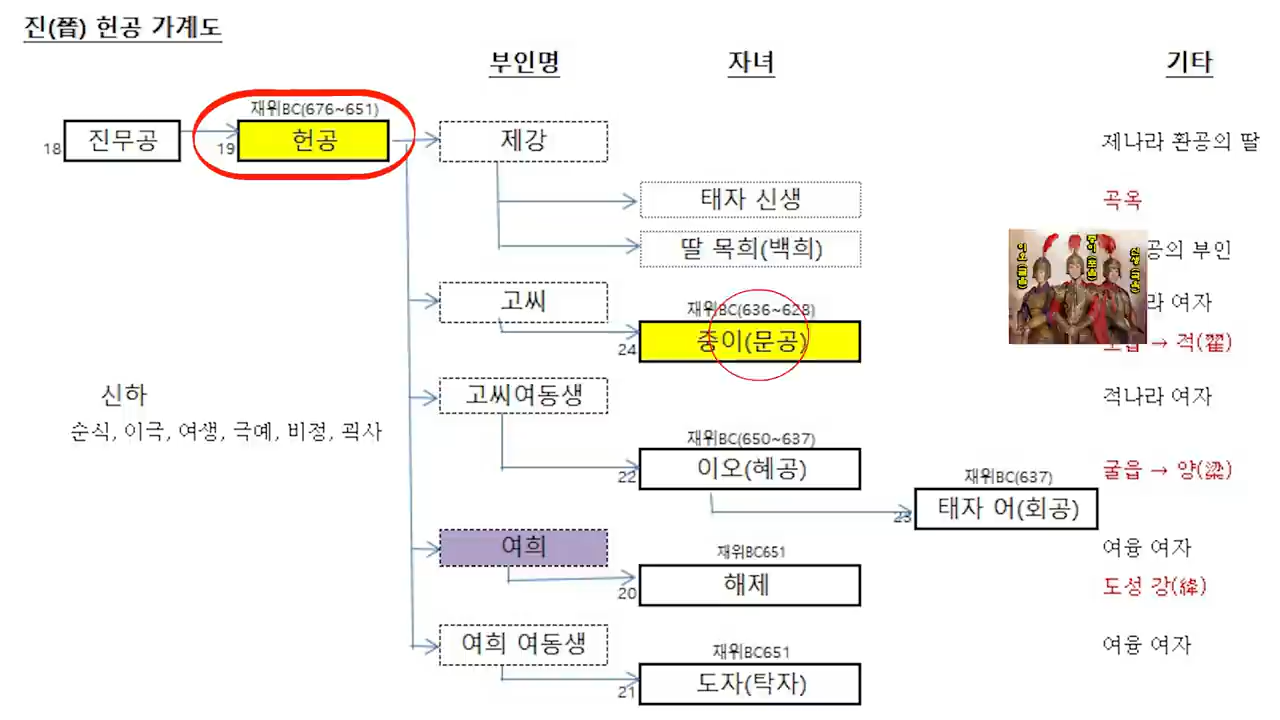 진(晉) 헌공 가계도
부인명
자녀
기타
재위BC(676~651)
18
진무공
19
헌공
제강
제나라 환공의 딸
태자 신생
곡옥
딸 목희(백희)
공의 부인
고씨
라 여자
재위BC(636~628)
24
중이(문공)
→ 적(翟)
신하
순식, 이극, 여생, 극예, 비정, 괵사
고씨여동생
적나라 여자
재위BC(650~637)
22
이오(혜공)
굴읍 → 양(梁)
재위BC(637)
23
태자 어(회공)
여희
여융 여자
재위BC651
20
해제
도성 강(絳)
여희 여동생
여융 여자
재위BC651
21
도자(탁자)